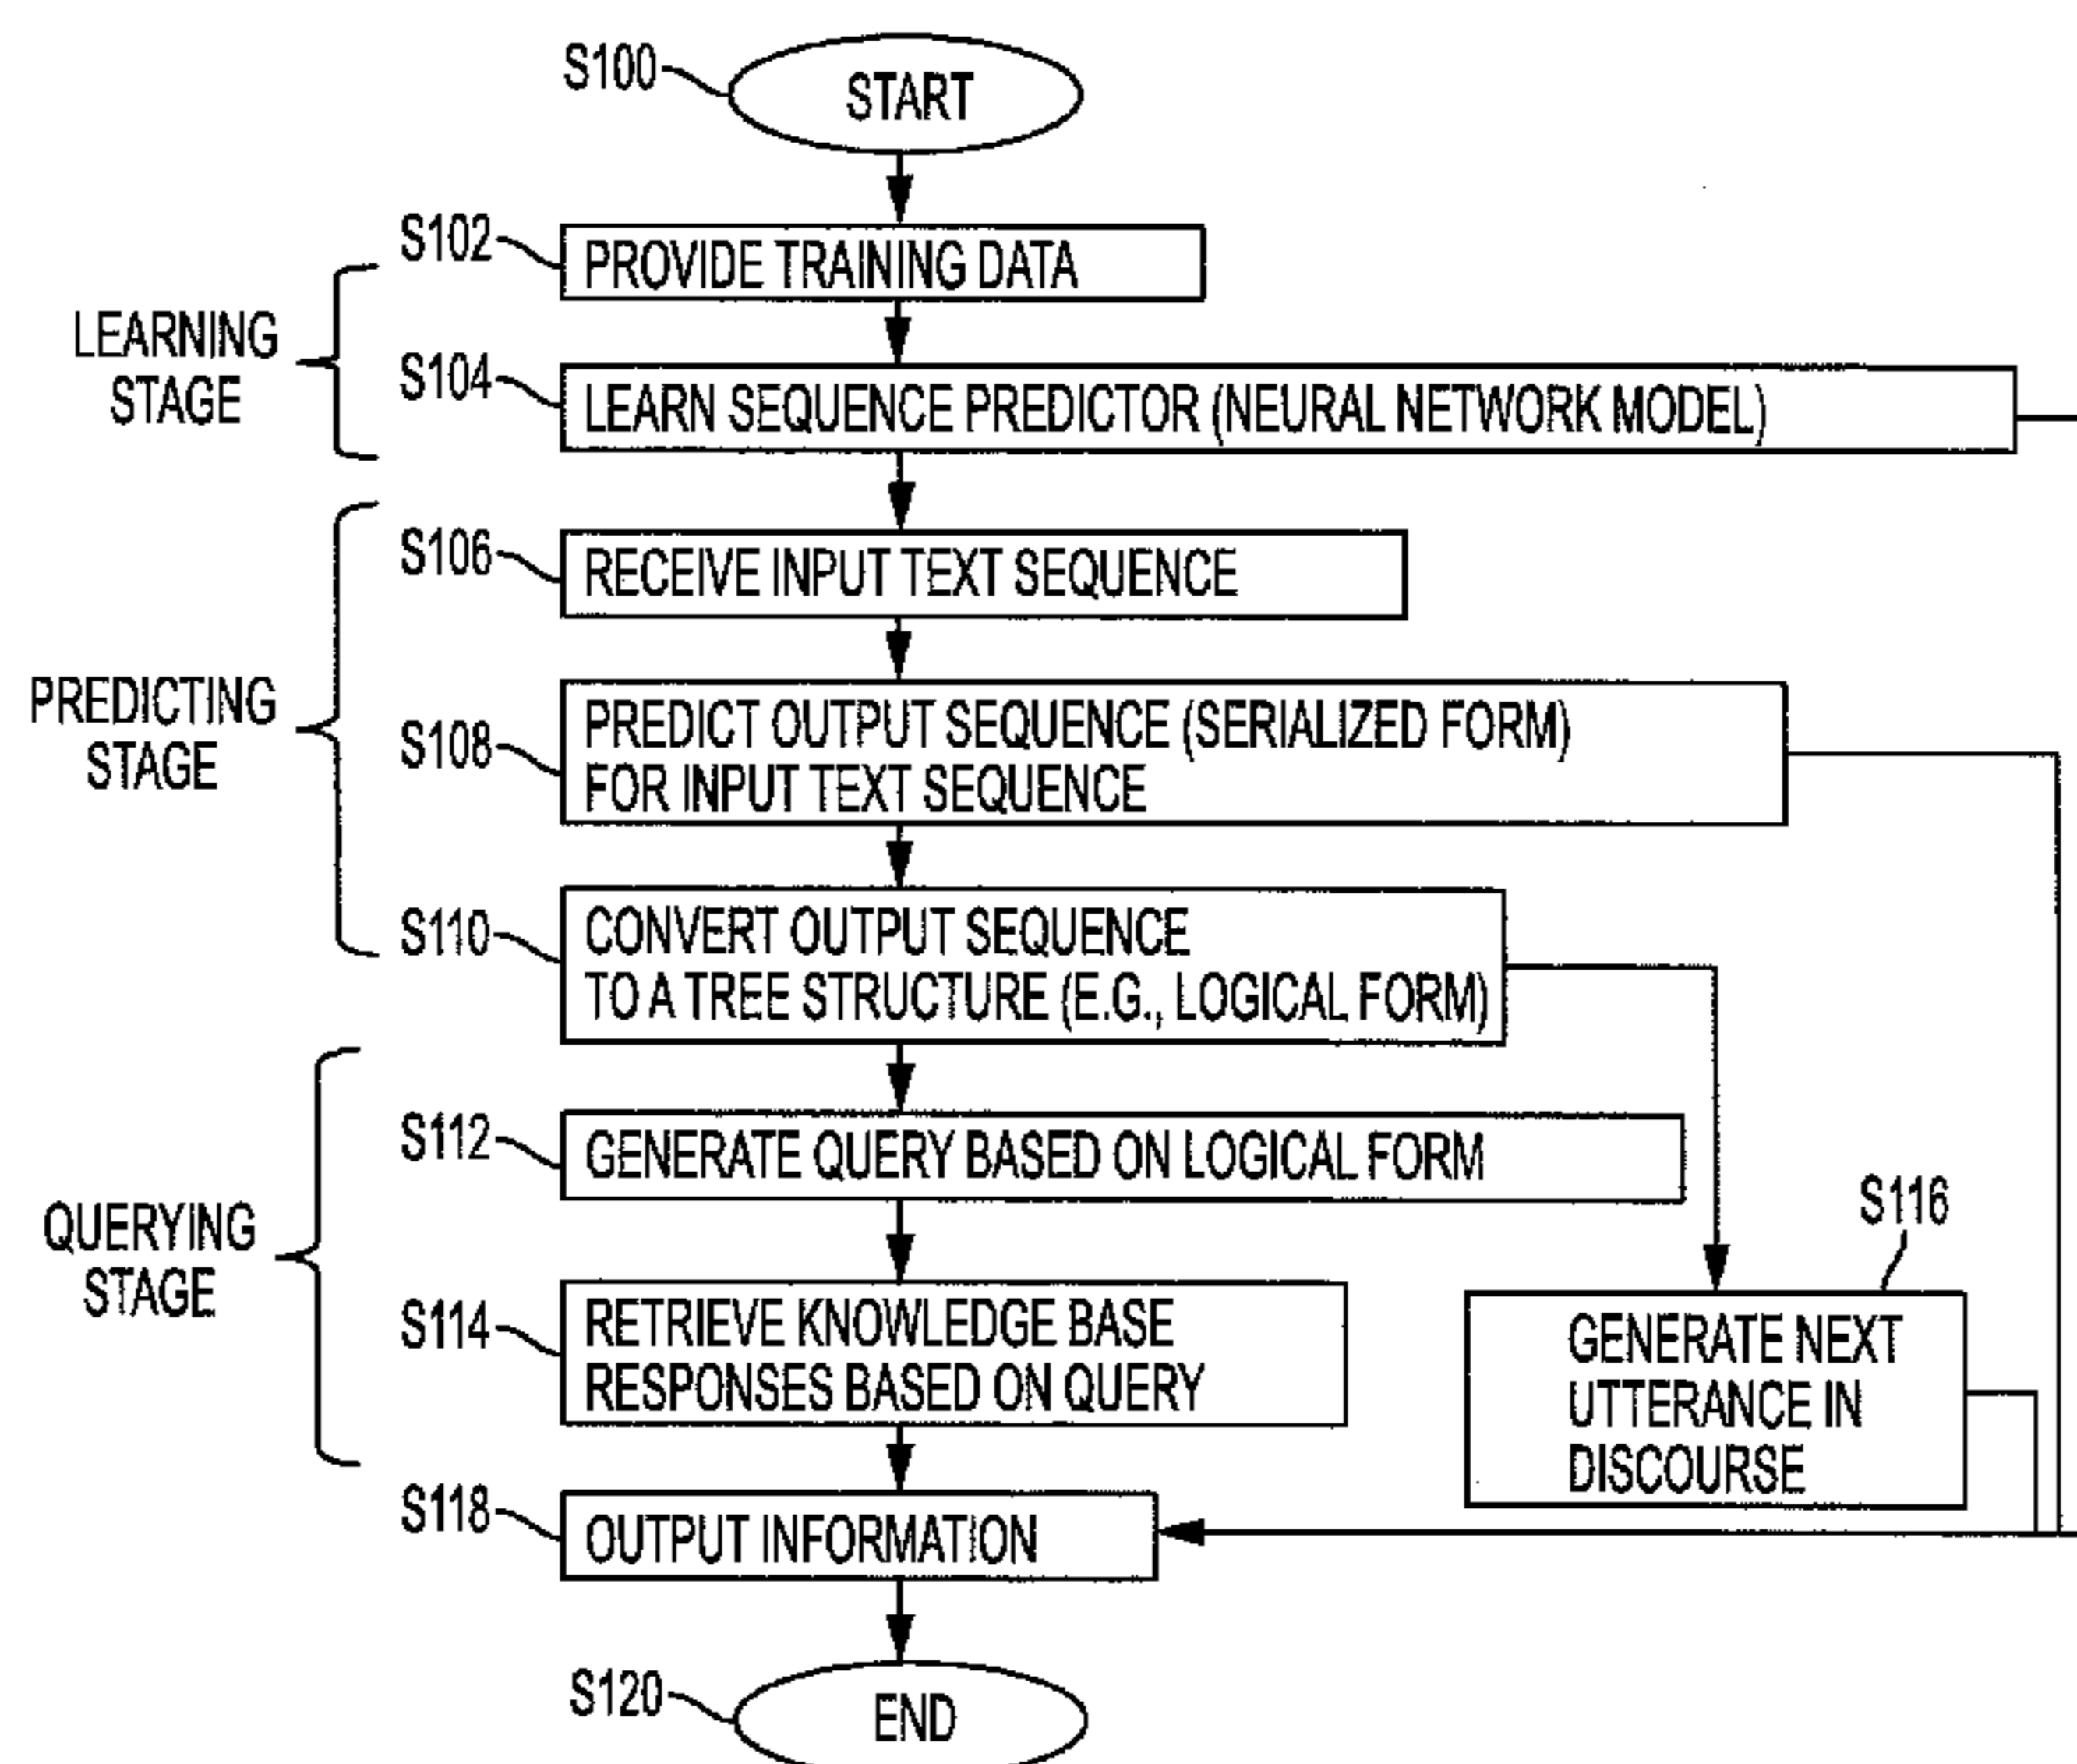 S100
START
S102
PROVIDE TRAINING DATA
LEARNING
STAGE
S104
LEARN SEQUENCE PREDICTOR (NEURAL NETWORK MODEL)
S106
RECEIVE INPUT TEXT SEQUENCE
PREDICTING
STAGE
S108
PREDICT OUTPUT SEQUENCE (SERIALIZED FORM)
FOR INPUT TEXT SEQUENCE
S110
CONVERT OUTPUT SEQUENCE
TO A TREE STRUCTURE (E.G., LOGICAL FORM)
S112
GENERATE QUERY BASED ON LOGICAL FORM
QUERYING
STAGE
S114
RETRIEVE KNOWLEDGE BASE
RESPONSES BASED ON QUERY
S116
GENERATE NEXT
UTTERANCE IN
DISCOURSE
S118
OUTPUT INFORMATION
S120
END